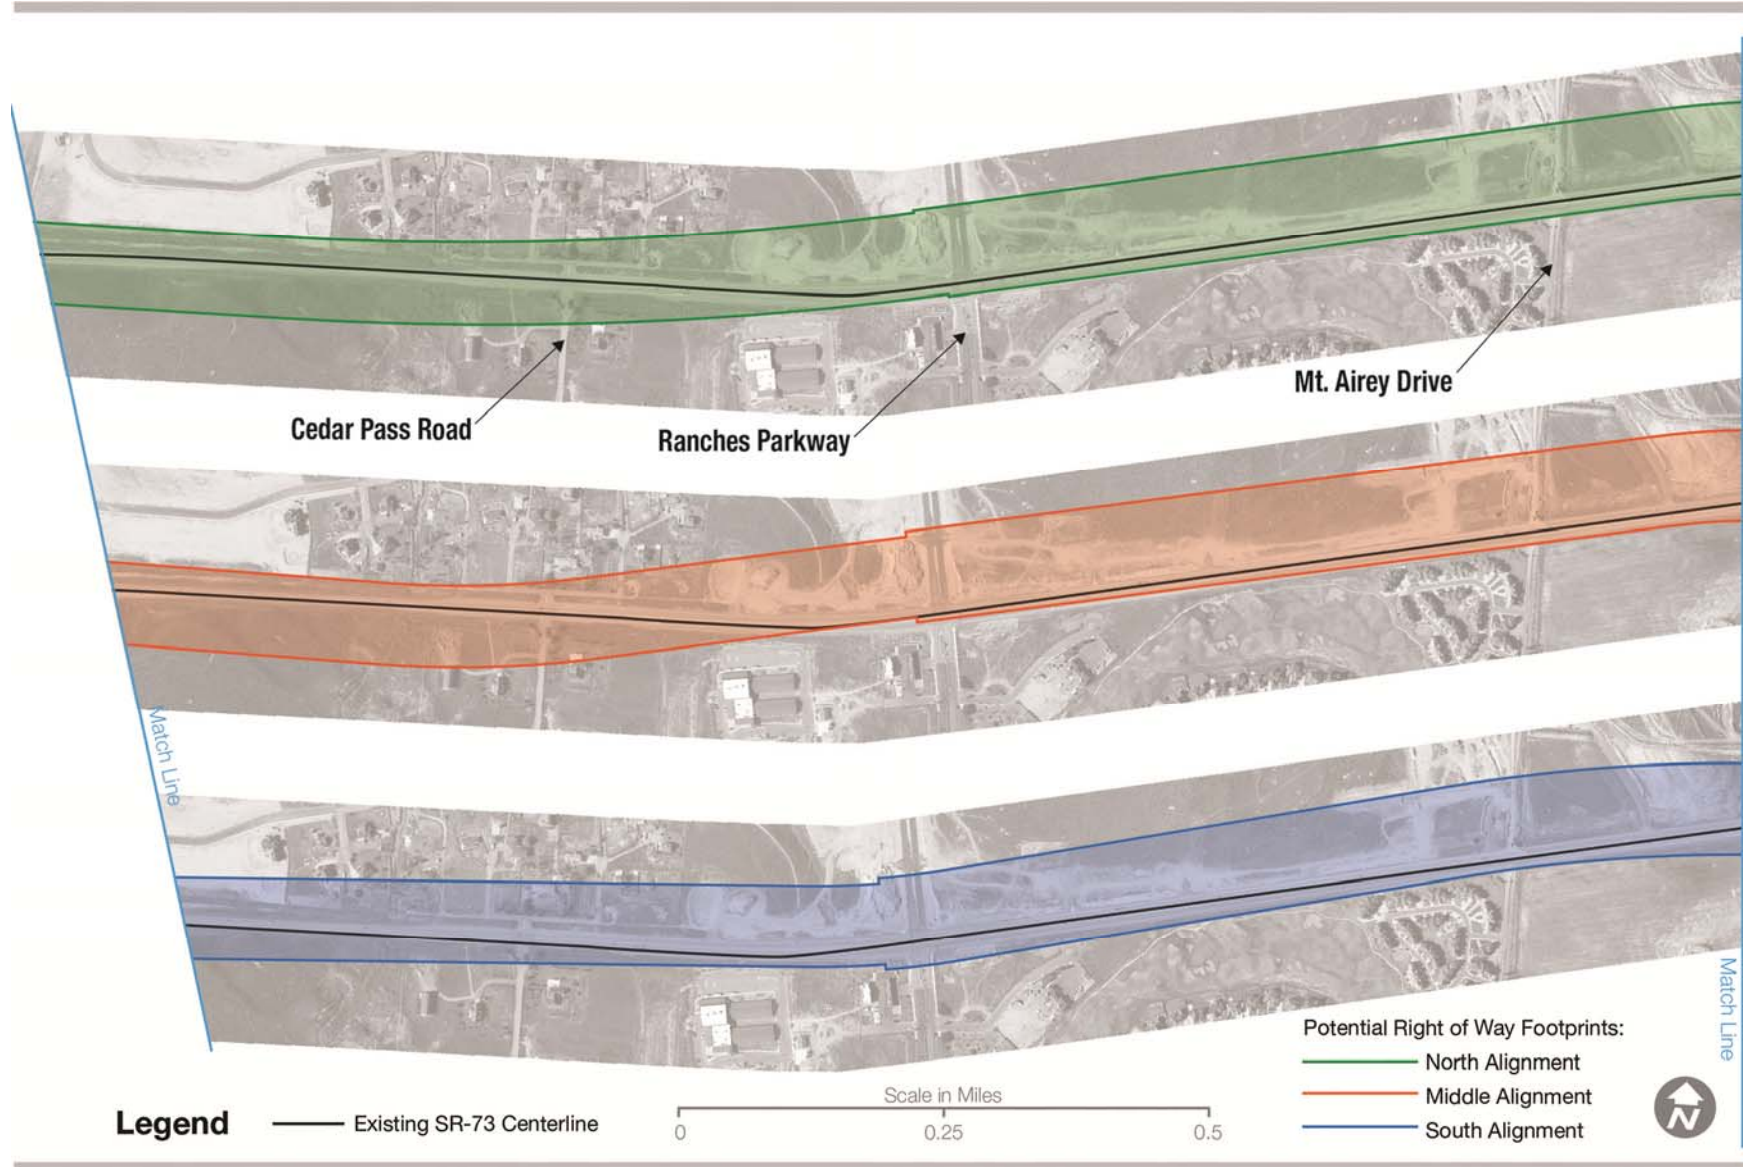 Mt. Airey Drive
Cedar Pass Road
Ranches Parkway
Match Line
Match Line
Potential Right of Way Footprints:
North Alignment
Middle Alignment
South Alignment
Legend
Existing SR-73 Centerline
Scale in Miles
0
0.25
0.5
N